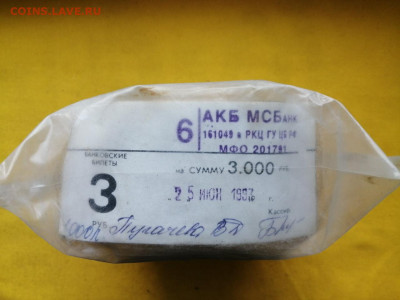 COINS.LAVE.RU
6
АКБ МСБанк
161049 в РКЦ ГУ ЦБ РФ
МФО 201791
БАНКОВСКИЕ
БИЛЕТЫ
на СУММУ 3.000
3
РУБ
25 ИЮН
г.
Кассир